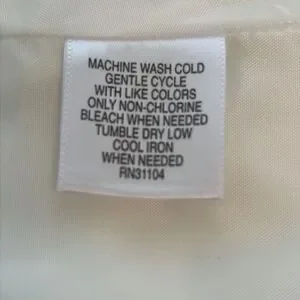 MACHINE WASH COLD
GENTLE CYCLE
WITH LIKE COLORS
ONLY NON-CHLORINE
BLEACH WHEN NEEDED
TUMBLE DRY LOW
COOL IRON
WHEN NEEDED
RN31104